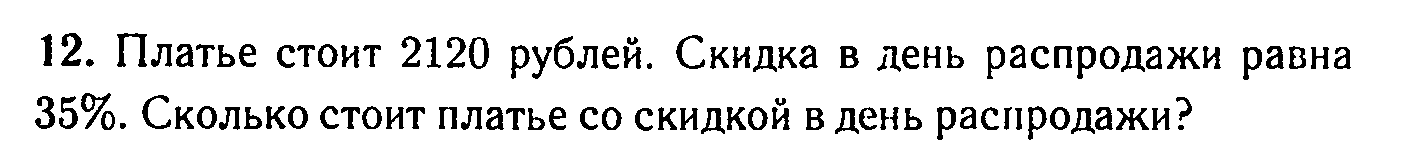 12. Платье стоит 2120 рублей. Скидка в день распродажи равна
35%. Сколько стоит платье со скидкой в день распродажи?